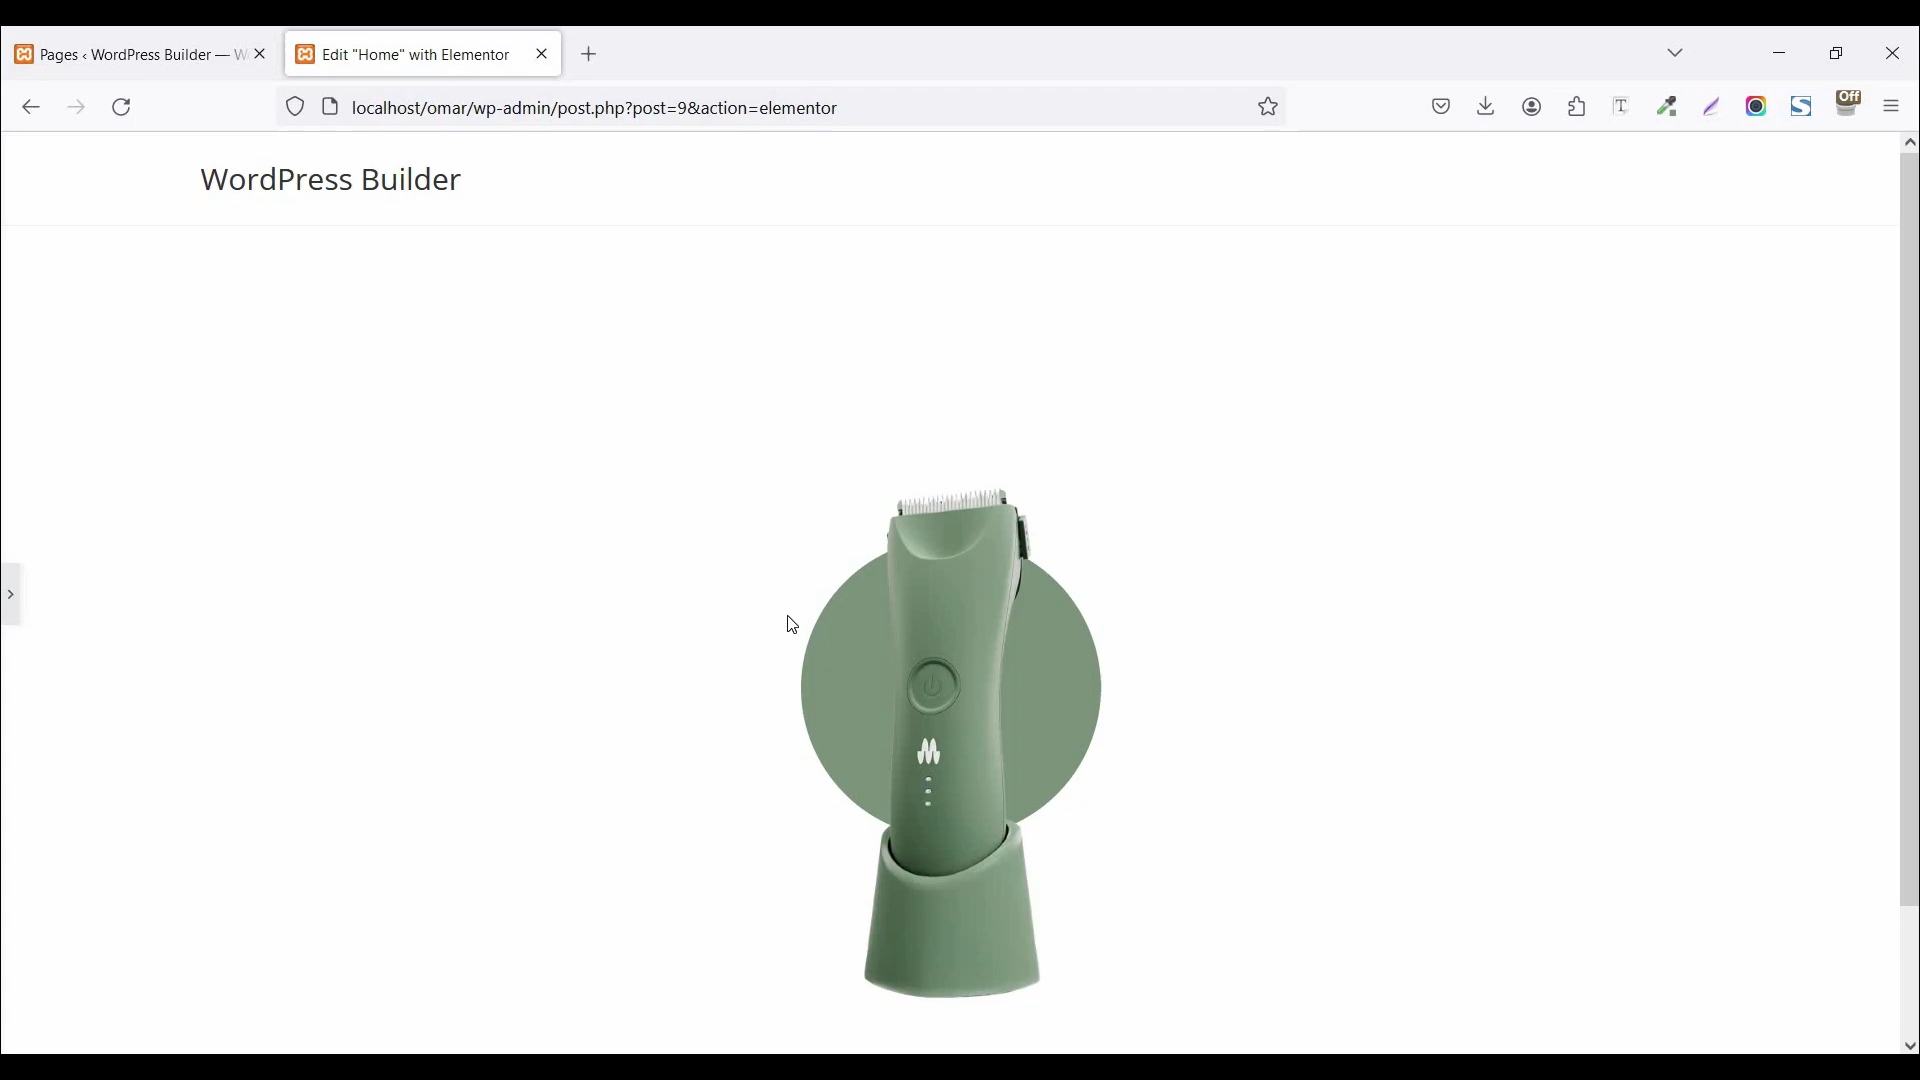 Pages ‹ WordPress Builder — W
Edit "Home" with Elementor
localhost/omar/wp-admin/post.php?post=9&action=elementor
Off
WordPress Builder